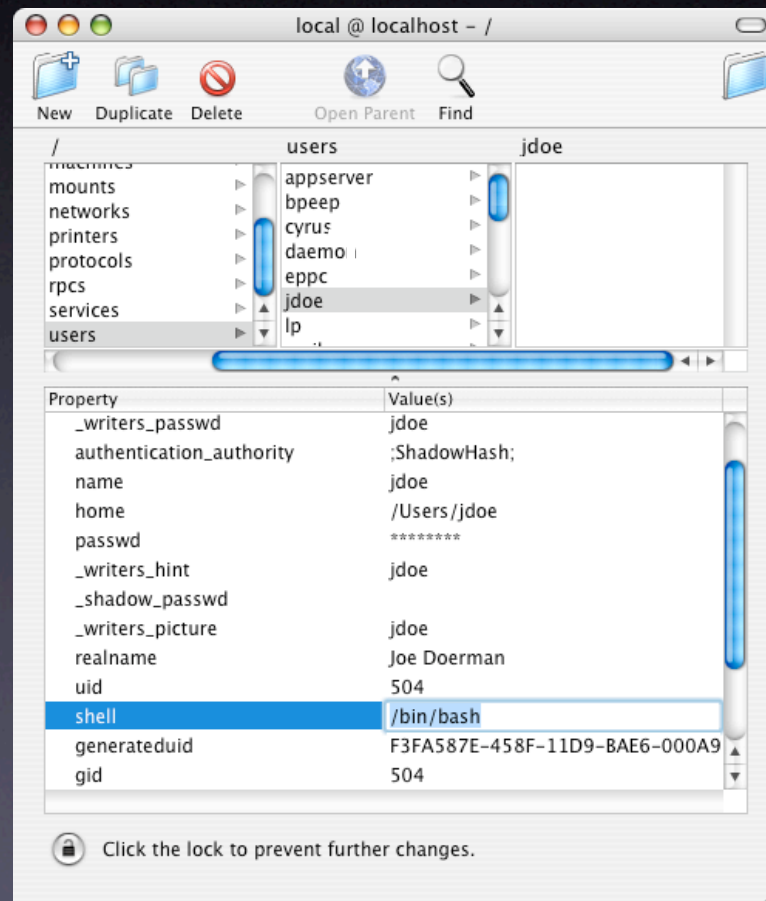 local @ localhost – /
New Duplicate Delete Open Parent Find
/ users jdoe
machines
mounts
networks
printers
protocols
rpcs
services
users
appserver
bpeep
cyrus
daemon
eppc
jdoe
lp
Property Value(s)
_writers_passwd jdoe
authentication_authority ;ShadowHash;
name jdoe
home /Users/jdoe
passwd ********
_writers_hint jdoe
_shadow_passwd
_writers_picture jdoe
realname Joe Doerman
uid 504
shell /bin/bash
generateduid F3FA587E-458F-11D9-BAE6-000A9
gid 504
Click the lock to prevent further changes.